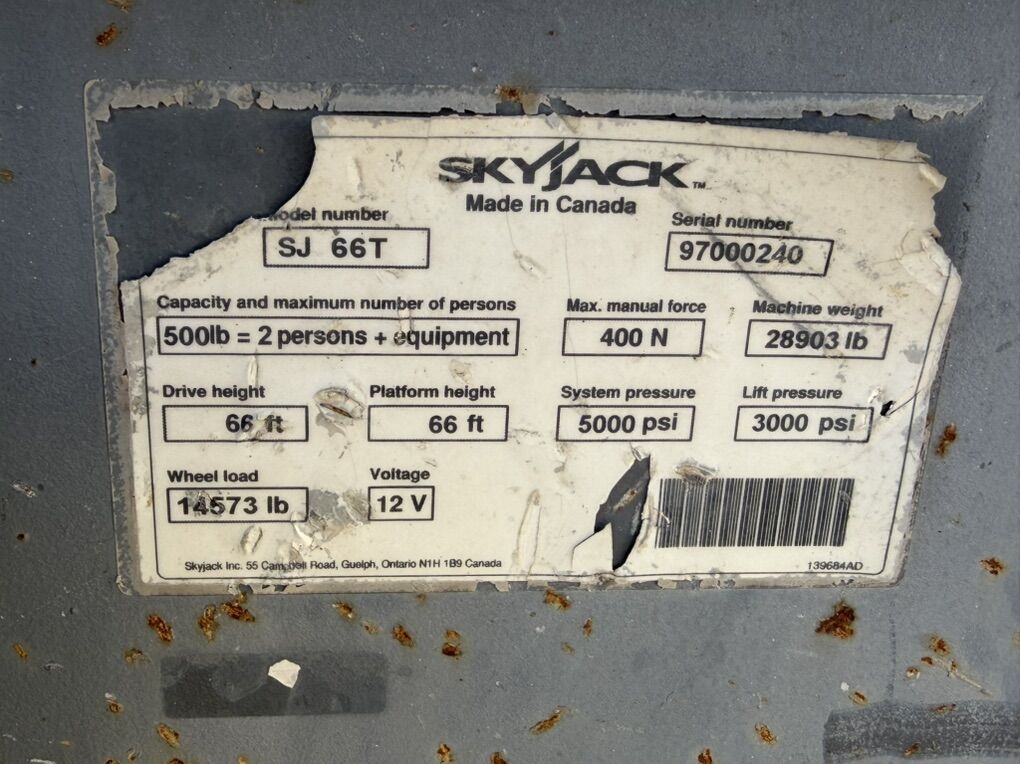 SKYJACK™
Made in Canada
Model number
SJ 66T
Serial number
97000240
Capacity and maximum number of persons
500lb = 2 persons + equipment
Max. manual force
400 N
Machine weight
28903 lb
Drive height
66 ft
Platform height
66 ft
System pressure
5000 psi
Lift pressure
3000 psi
Wheel load
14573 lb
Voltage
12 V
Skyjack Inc. 55 Campbell Road, Guelph, Ontario N1H 1B9 Canada
139684AD